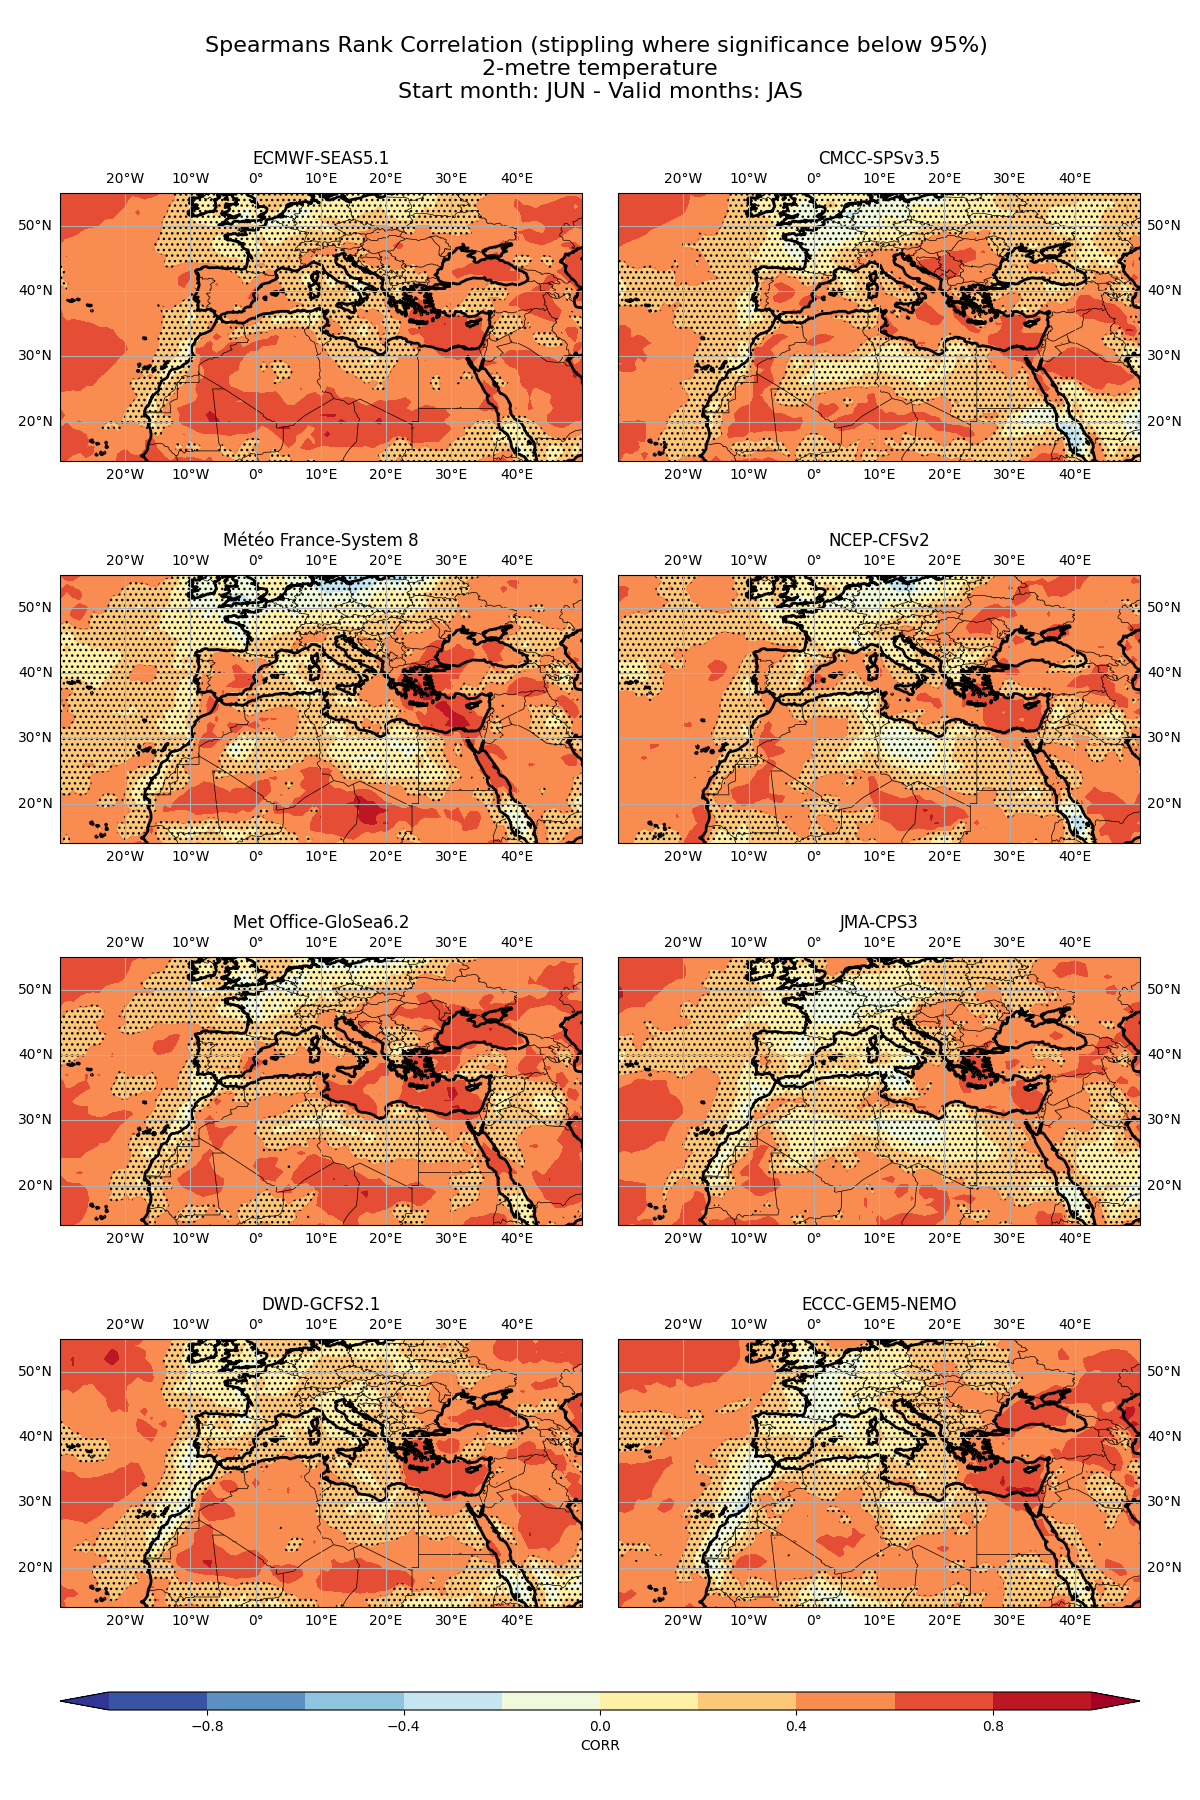 Spearmans Rank Correlation (stippling where significance below 95%)
2-metre temperature
Start month: JUN - Valid months: JAS
ECMWF-SEAS5.1 CMCC-SPSv3.5
20°W 10°W 0° 10°E 20°E 30°E 40°E 20°W 10°W 0° 10°E 20°E 30°E 40°E
50°N 50°N
40°N 40°N
30°N 30°N
20°N 20°N
20°W 10°W 0° 10°E 20°E 30°E 40°E 20°W 10°W 0° 10°E 20°E 30°E 40°E
Météo France-System 8 NCEP-CFSv2
20°W 10°W 0° 10°E 20°E 30°E 40°E 20°W 10°W 0° 10°E 20°E 30°E 40°E
50°N 50°N
40°N 40°N
30°N 30°N
20°N 20°N
20°W 10°W 0° 10°E 20°E 30°E 40°E 20°W 10°W 0° 10°E 20°E 30°E 40°E
Met Office-GloSea6.2 JMA-CPS3
20°W 10°W 0° 10°E 20°E 30°E 40°E 20°W 10°W 0° 10°E 20°E 30°E 40°E
50°N 50°N
40°N 40°N
30°N 30°N
20°N 20°N
20°W 10°W 0° 10°E 20°E 30°E 40°E 20°W 10°W 0° 10°E 20°E 30°E 40°E
DWD-GCFS2.1 ECCC-GEM5-NEMO
20°W 10°W 0° 10°E 20°E 30°E 40°E 20°W 10°W 0° 10°E 20°E 30°E 40°E
50°N 50°N
40°N 40°N
30°N 30°N
20°N 20°N
20°W 10°W 0° 10°E 20°E 30°E 40°E 20°W 10°W 0° 10°E 20°E 30°E 40°E
−0.8 −0.4 0.0 0.4 0.8
CORR